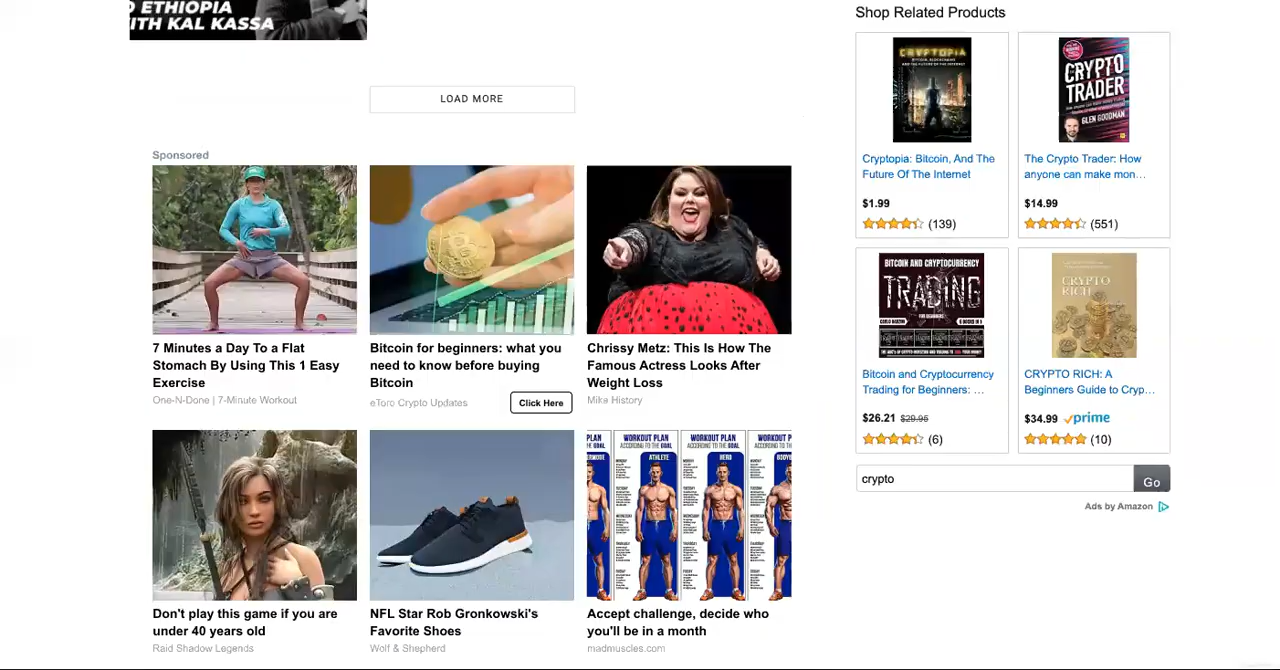 O ETHIOPIA
ITH KAL KASSA
LOAD MORE
Sponsored
7 Minutes a Day To a Flat
Stomach By Using This 1 Easy
Exercise
One-N-Done | 7-Minute Workout
Bitcoin for beginners: what you
need to know before buying
Bitcoin
eToro Crypto Updates
Click Here
Chrissy Metz: This Is How The
Famous Actress Looks After
Weight Loss
Mike History
WORKOUT PLAN
ACCORDING TO THE GOAL
ATHLETE
WORKOUT PLAN
ACCORDING TO THE GOAL
HERO
Don't play this game if you are
under 40 years old
Raid Shadow Legends
NFL Star Rob Gronkowski's
Favorite Shoes
Wolf & Shepherd
Accept challenge, decide who
you'll be in a month
madmuscles.com
Shop Related Products
CRYPTOPIA
Cryptopia: Bitcoin, And The
Future Of The Internet
$1.99
(139)
CRYPTO
TRADER
GLEN GOODMAN
The Crypto Trader: How
anyone can make mon…
$14.99
(551)
BITCOIN AND CRYPTOCURRENCY
TRADING
Bitcoin and Cryptocurrency
Trading for Beginners: …
$26.21 $29.95
(6)
CRYPTO
RICH
CRYPTO RICH: A
Beginners Guide to Cryp…
$34.99 prime
(10)
crypto
Go
Ads by Amazon